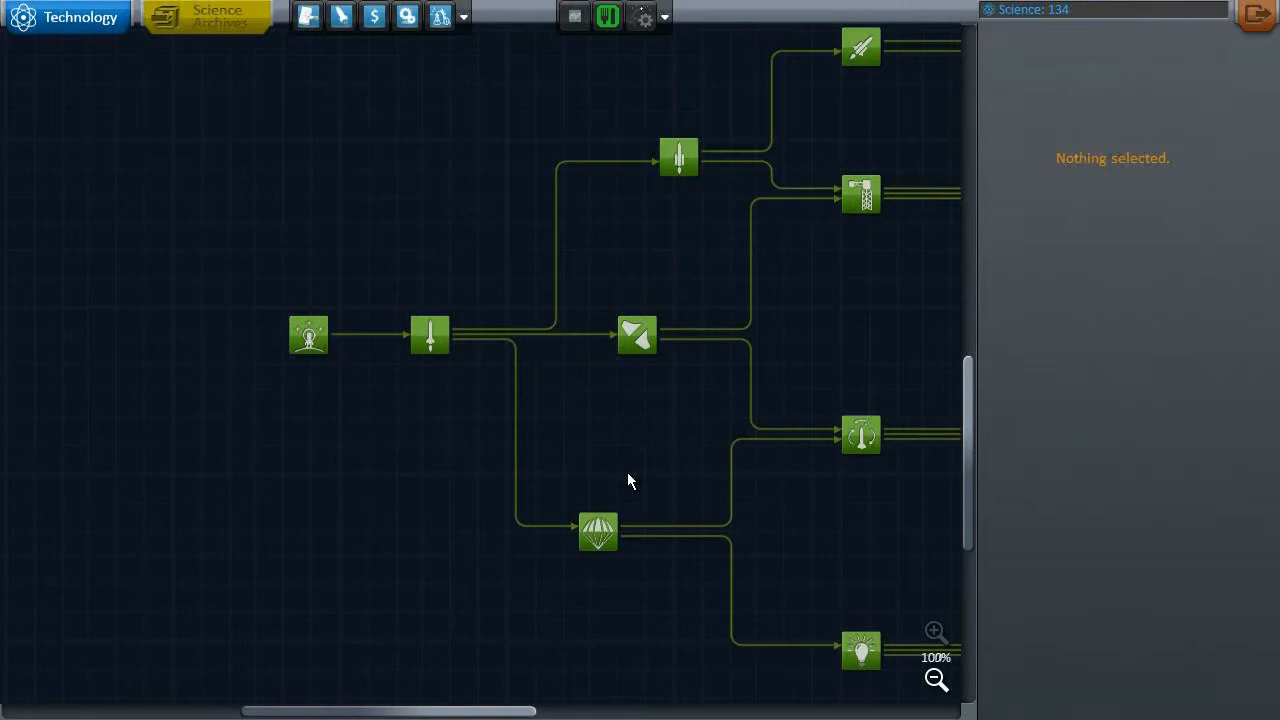 Technology
Science
Archives
$
Science: 134
Nothing selected.
100%